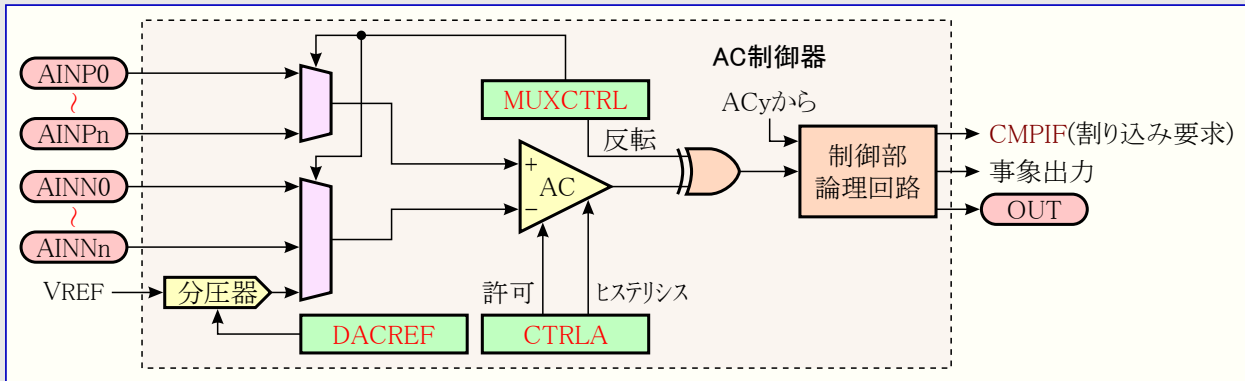 AC制御器
AINP0
~
AINPn
AINN0
~
AINNn
VREF
分圧器
DACREF
MUXCTRL
反転
+
AC
−
許可
ヒステリシス
CTRLA
ACyから
制御部
論理回路
CMPIF(割り込み要求)
事象出力
OUT